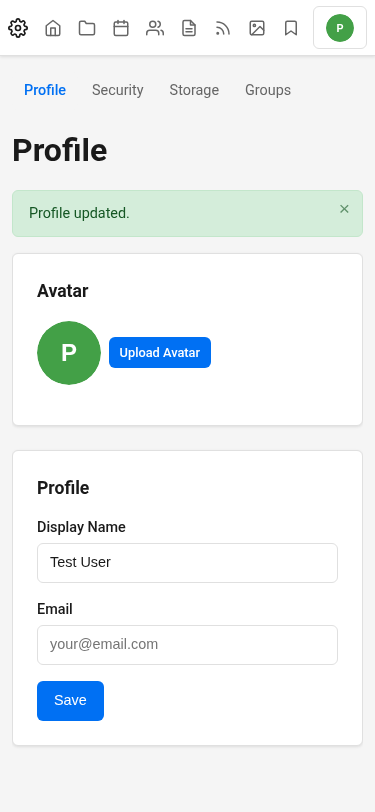 P
Profile Security Storage Groups
Profile
Profile updated. ×
Avatar
P
Upload Avatar
Profile
Display Name
Test User
Email
your@email.com
Save